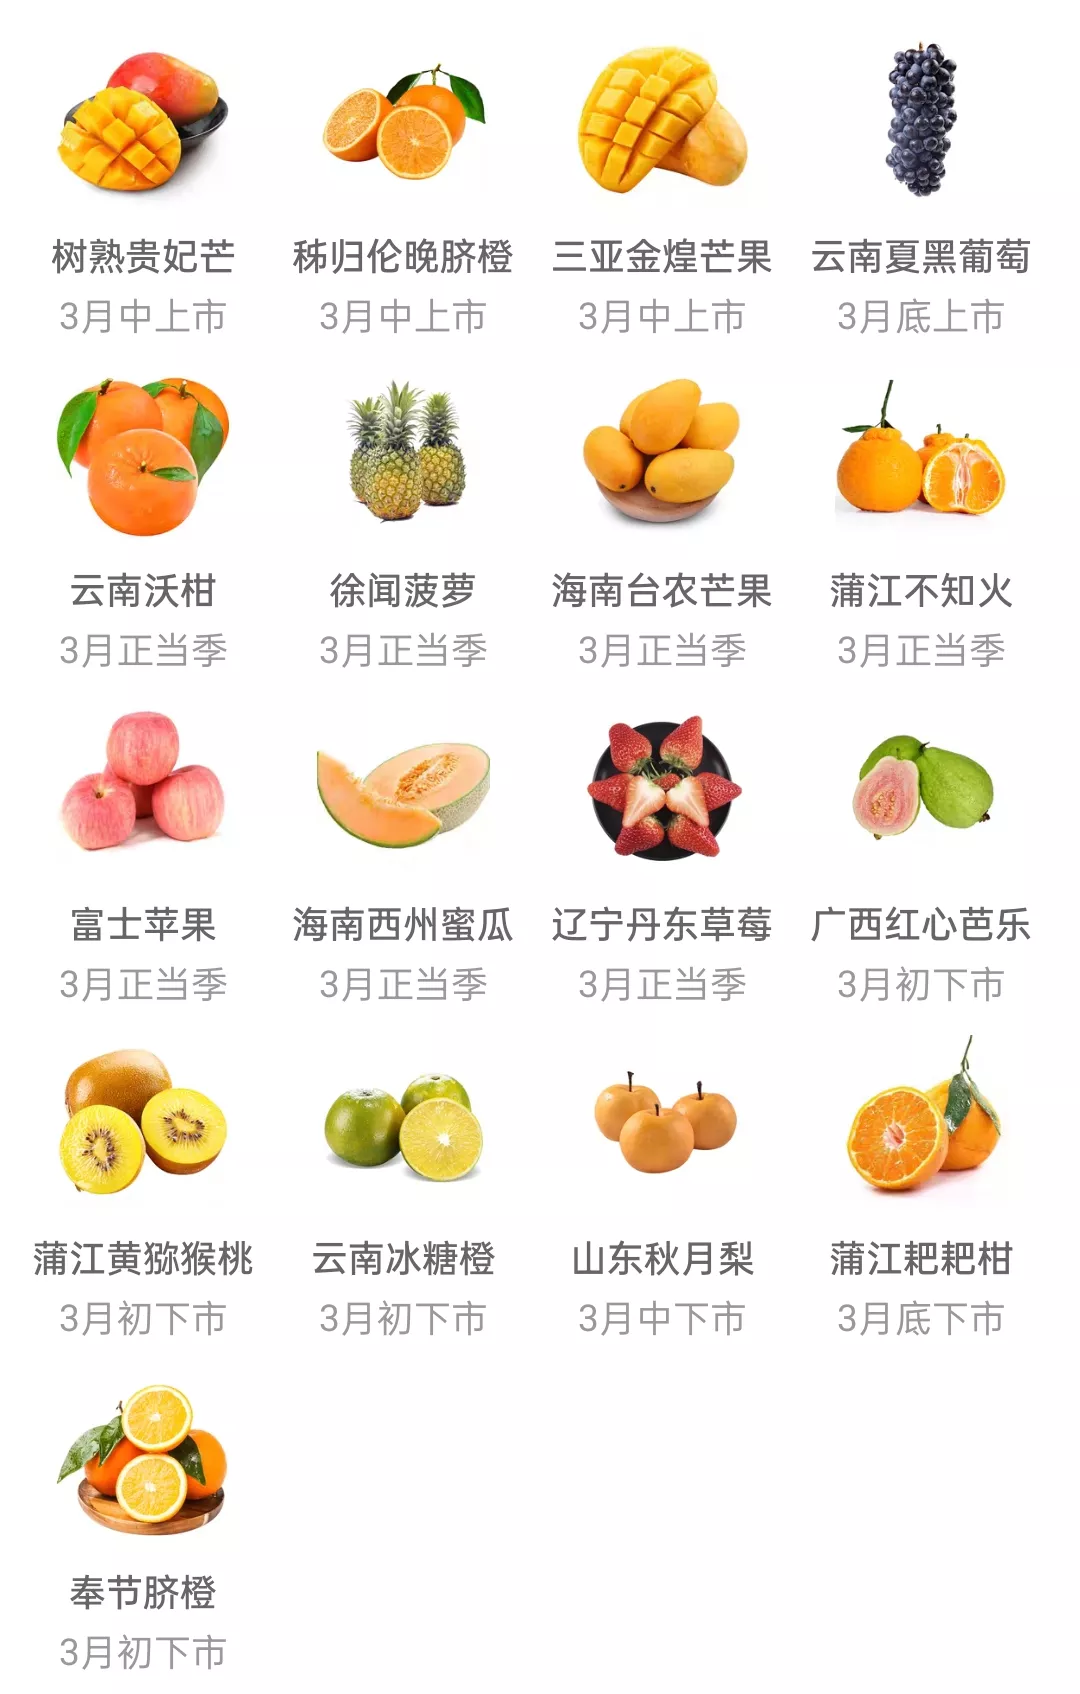 树熟贵妃芒 秭归伦晚脐橙 三亚金煌芒果 云南夏黑葡萄
3月中上市 3月中上市 3月中上市 3月底上市
云南沃柑 徐闻菠萝 海南台农芒果 蒲江不知火
3月正当季 3月正当季 3月正当季 3月正当季
富士苹果 海南西州蜜瓜 辽宁丹东草莓 广西红心芭乐
3月正当季 3月正当季 3月正当季 3月初下市
蒲江黄猕猴桃 云南冰糖橙 山东秋月梨 蒲江耙耙柑
3月初下市 3月初下市 3月中下市 3月底下市
奉节脐橙
3月初下市